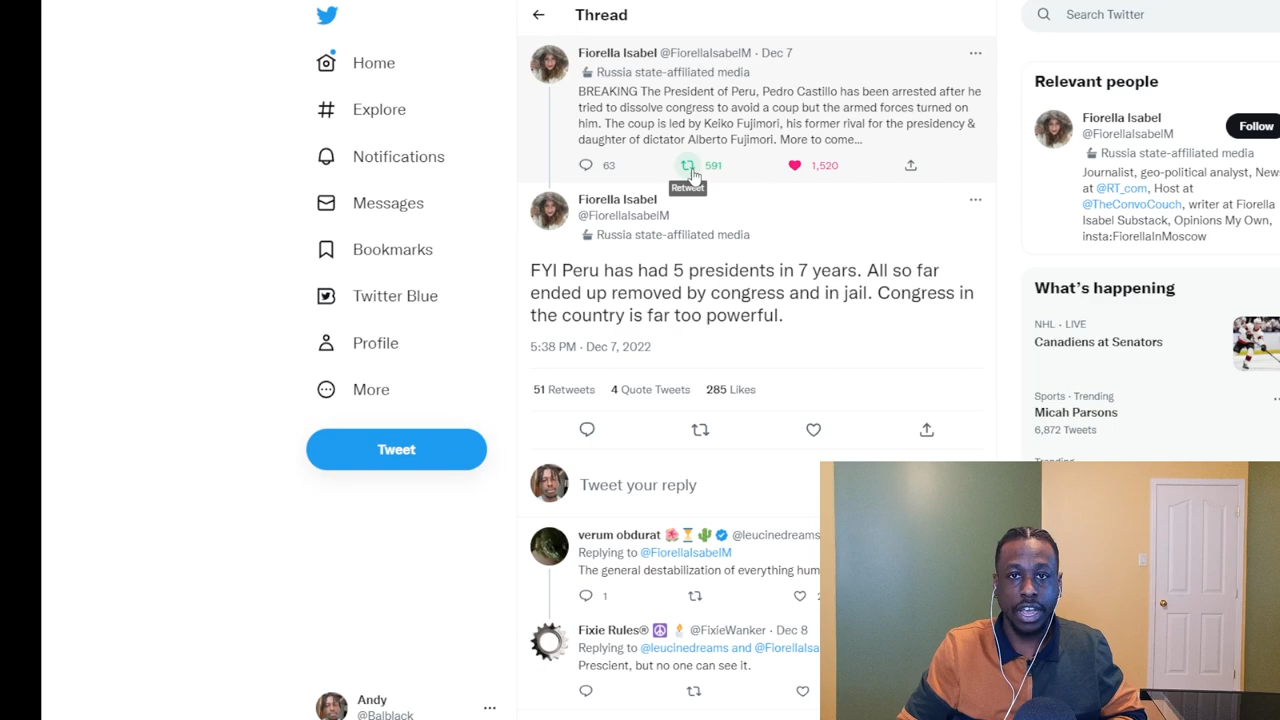 Home
Explore
Notifications
Messages
Bookmarks
Twitter Blue
Profile
More
Tweet
Andy
@Balblack
Thread
Fiorella Isabel @FiorellaIsabelM · Dec 7
Russia state-affiliated media
BREAKING The President of Peru, Pedro Castillo has been arrested after he
tried to dissolve congress to avoid a coup but the armed forces turned on
him. The coup is led by Keiko Fujimori, his former rival for the presidency &
daughter of dictator Alberto Fujimori. More to come...
63 591 1,520
Retweet
Fiorella Isabel
@FiorellaIsabelM
Russia state-affiliated media
FYI Peru has had 5 presidents in 7 years. All so far
ended up removed by congress and in jail. Congress in
the country is far too powerful.
5:38 PM · Dec 7, 2022
51 Retweets 4 Quote Tweets 285 Likes
Tweet your reply
verum obdurat @leucinedreams
Replying to @FiorellaIsabelM
The general destabilization of everything hum
1 2
Fixie Rules® @FixieWanker · Dec 8
Replying to @leucinedreams and @FiorellaIsa
Prescient, but no one can see it.
Search Twitter
Relevant people
Fiorella Isabel
@FiorellaIsabelM
Follow
Russia state-affiliated media
Journalist, geo-political analyst, News
at @RT_com, Host at
@TheConvoCouch, writer at Fiorella
Isabel Substack, Opinions My Own,
insta:FiorellaInMoscow
What's happening
NHL · LIVE
Canadiens at Senators
Sports · Trending
Micah Parsons
6,872 Tweets
Trending